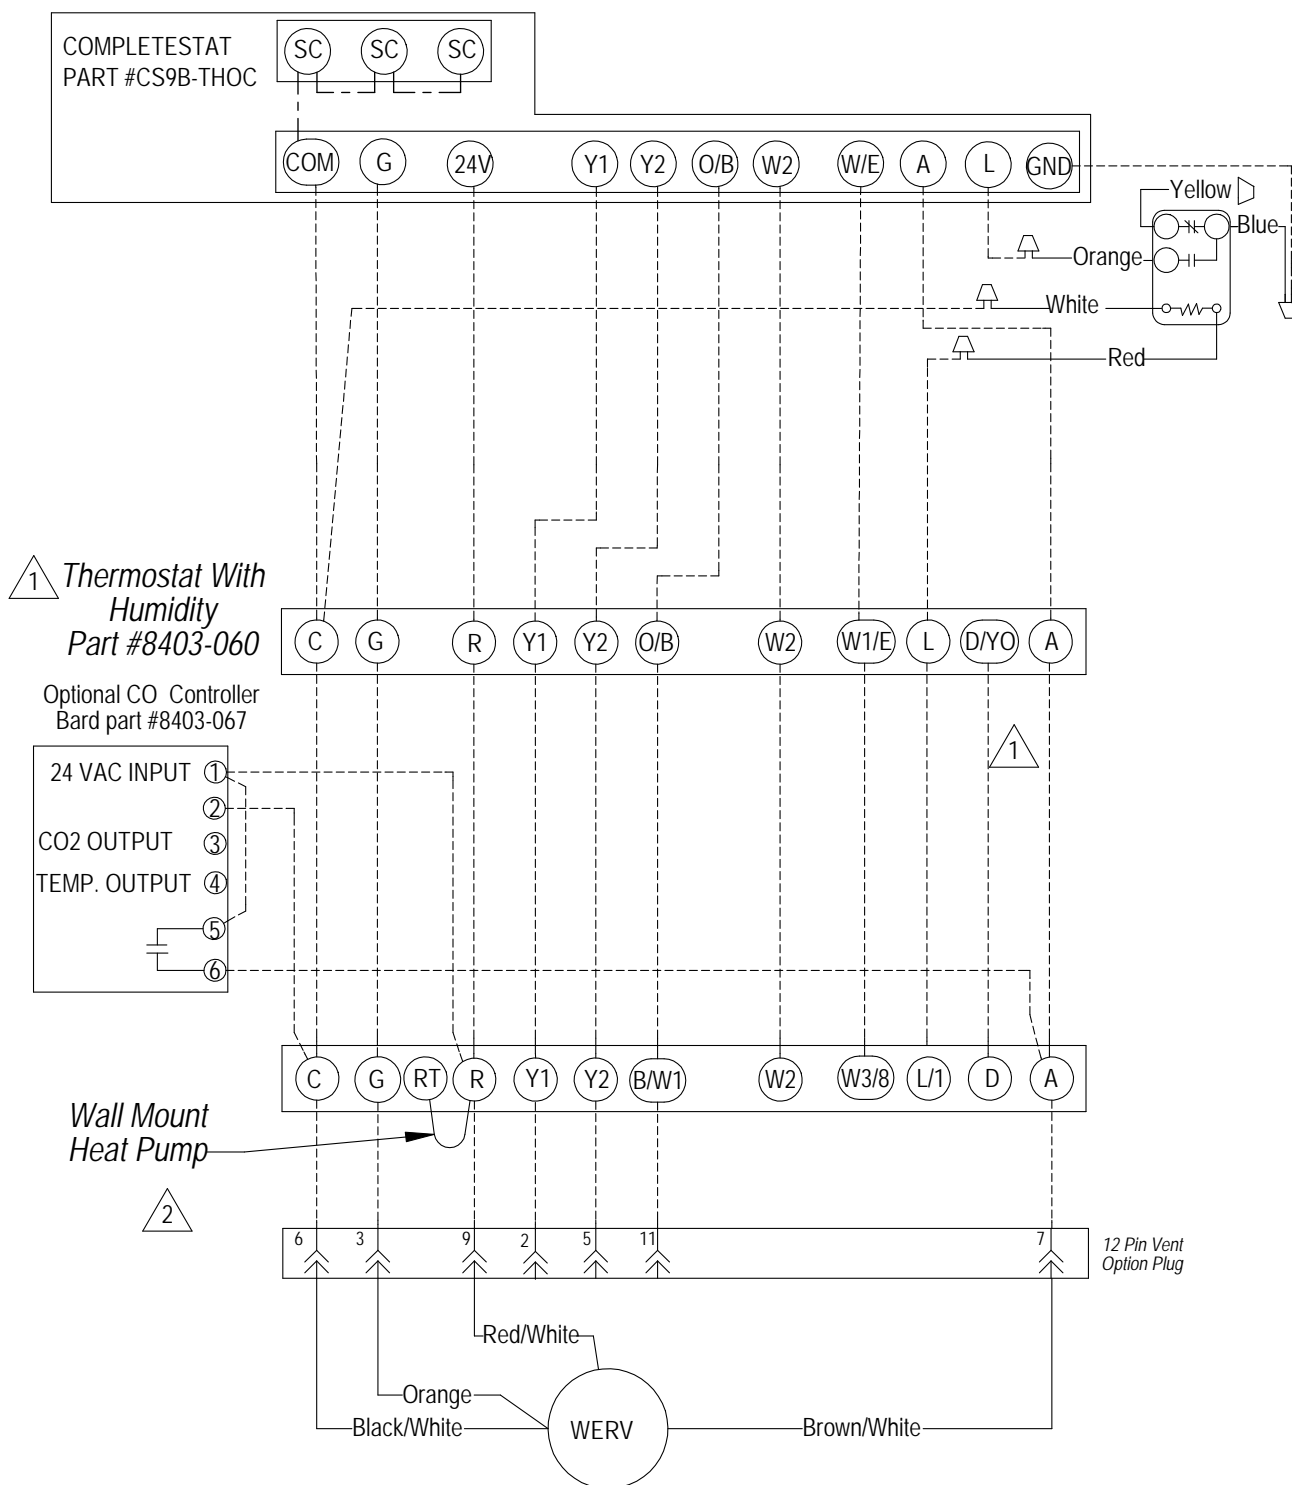 COMPLETESTAT
PART #CS9B-THOC
SC SC SC
COM G 24V Y1 Y2 O/B W2 W/E A L GND
Yellow
Blue
Orange
White
Red
1
Thermostat With
Humidity
Part #8403-060
C G R Y1 Y2 O/B W2 W1/E L D/YO A
Optional CO Controller
Bard part #8403-067
1
24 VAC INPUT 1
2
CO2 OUTPUT 3
TEMP. OUTPUT 4
5
6
C G RT R Y1 Y2 B/W1 W2 W3/8 L/1 D A
Wall Mount
Heat Pump
2
6 3 9 2 5 11 7
12 Pin Vent
Option Plug
Red/White
Orange
Black/White
WERV
Brown/White